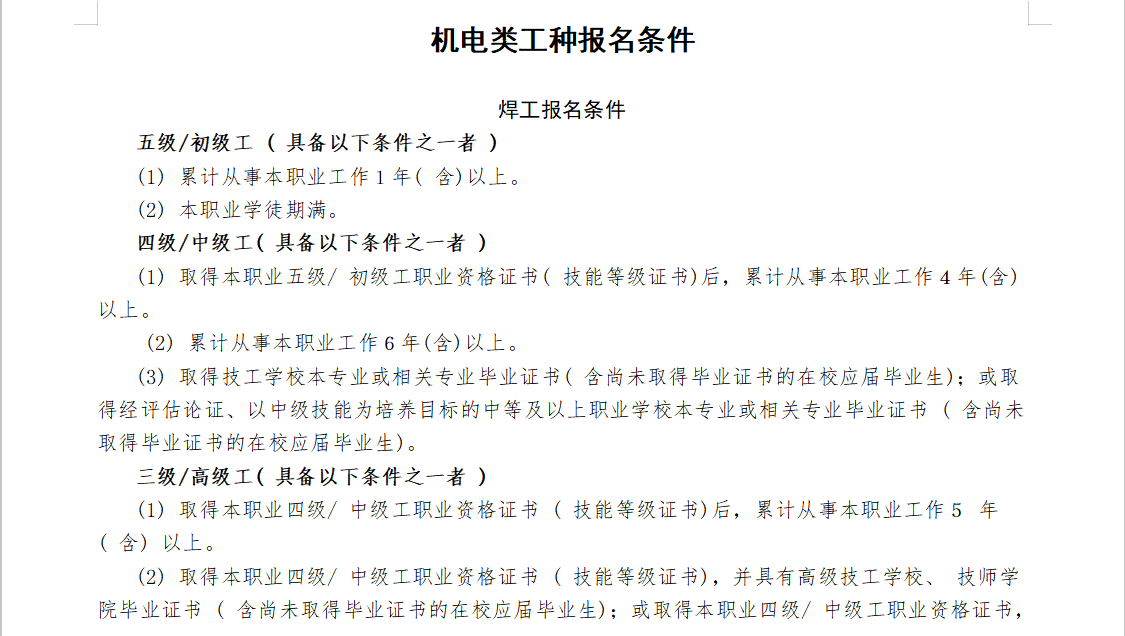 机电类工种报名条件
焊工报名条件
五级/初级工 ( 具备以下条件之一者 )
(1) 累计从事本职业工作 1 年( 含)以上。
(2) 本职业学徒期满。
四级/中级工( 具备以下条件之一者 )
(1) 取得本职业五级/ 初级工职业资格证书( 技能等级证书)后，累计从事本职业工作 4 年(含)
以上。
(2) 累计从事本职业工作 6 年(含)以上。
(3) 取得技工学校本专业或相关专业毕业证书( 含尚未取得毕业证书的在校应届毕业生)；或取
得经评估论证、以中级技能为培养目标的中等及以上职业学校本专业或相关专业毕业证书 ( 含尚未
取得毕业证书的在校应届毕业生)。
三级/高级工( 具备以下条件之一者 )
(1) 取得本职业四级/ 中级工职业资格证书 ( 技能等级证书)后，累计从事本职业工作 5 年
( 含) 以上。
(2) 取得本职业四级/ 中级工职业资格证书 ( 技能等级证书)，并具有高级技工学校、 技师学
院毕业证书 ( 含尚未取得毕业证书的在校应届毕业生)；或取得本职业四级/ 中级工职业资格证书，